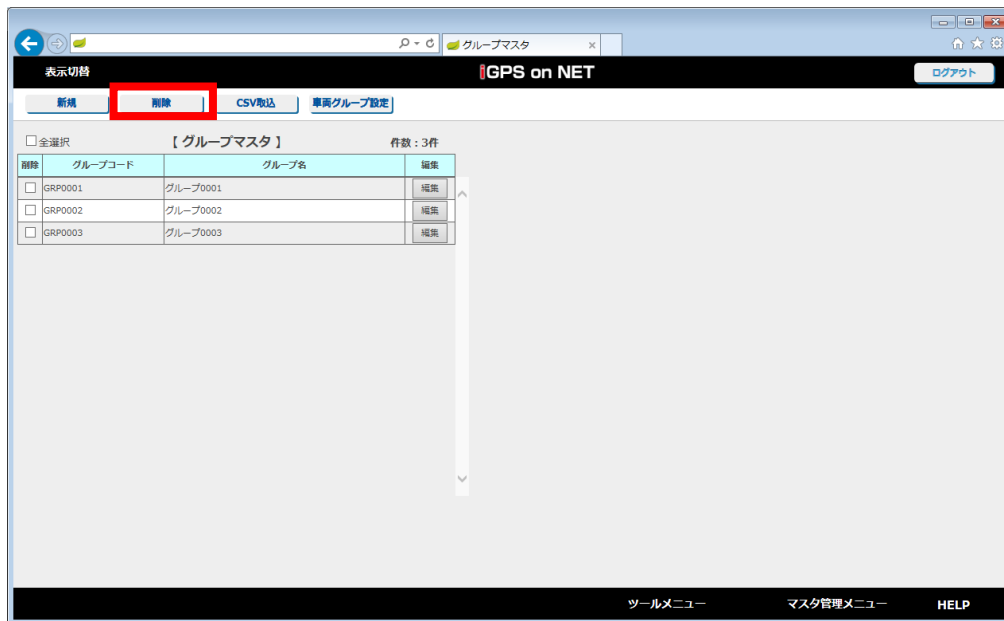 グループマスタ
表示切替 iGPS on NET ログアウト
新規 削除 CSV取込 車両グループ設定
全選択 【 グループマスタ 】 件数:3件
削除 グループコード グループ名 編集
GRP0001 グループ0001 編集
GRP0002 グループ0002 編集
GRP0003 グループ0003 編集
ツールメニュー マスタ管理メニュー HELP